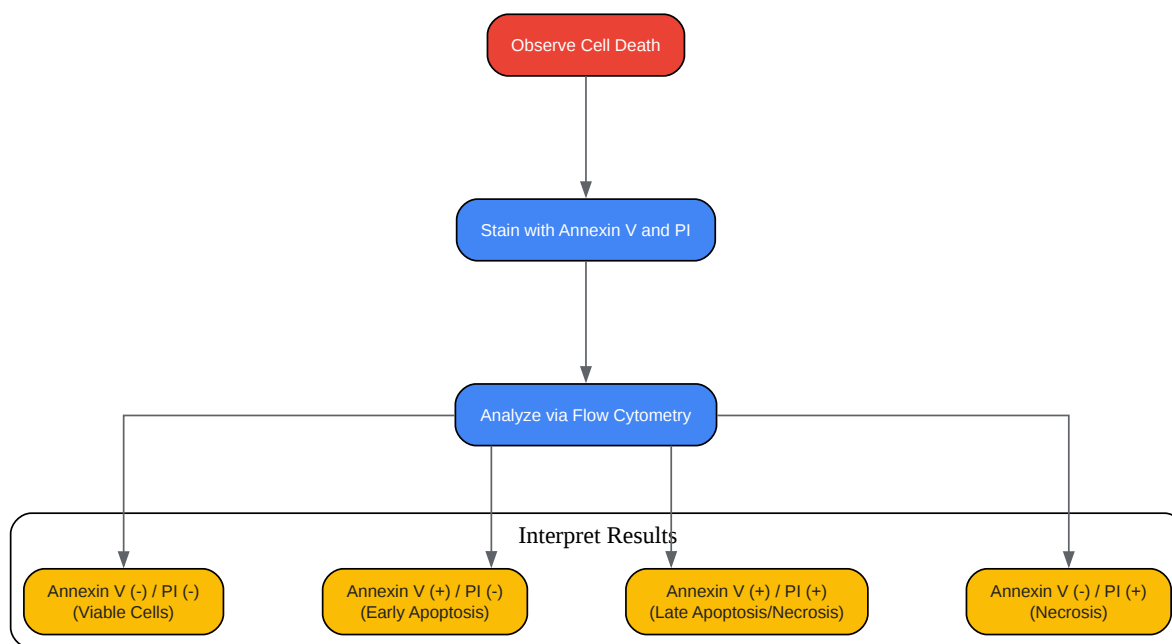 Observe Cell Death
Stain with Annexin V and PI
Analyze via Flow Cytometry
Interpret Results
Annexin V (-) / PI (-)
(Viable Cells)
Annexin V (+) / PI (-)
(Early Apoptosis)
Annexin V (+) / PI (+)
(Late Apoptosis/Necrosis)
Annexin V (-) / PI (+)
(Necrosis)